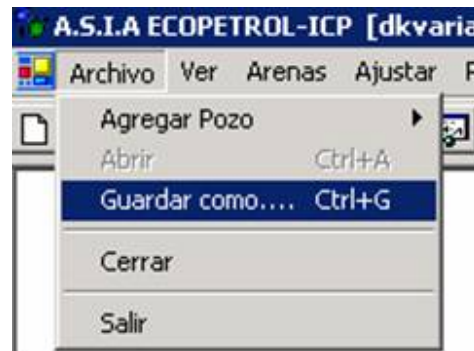 A.S.I.A ECOPETROL-ICP [dkvaria
Archivo Ver Arenas Ajustar
Agregar Pozo
Abrir Ctrl+A
Guardar como.... Ctrl+G
Cerrar
Salir